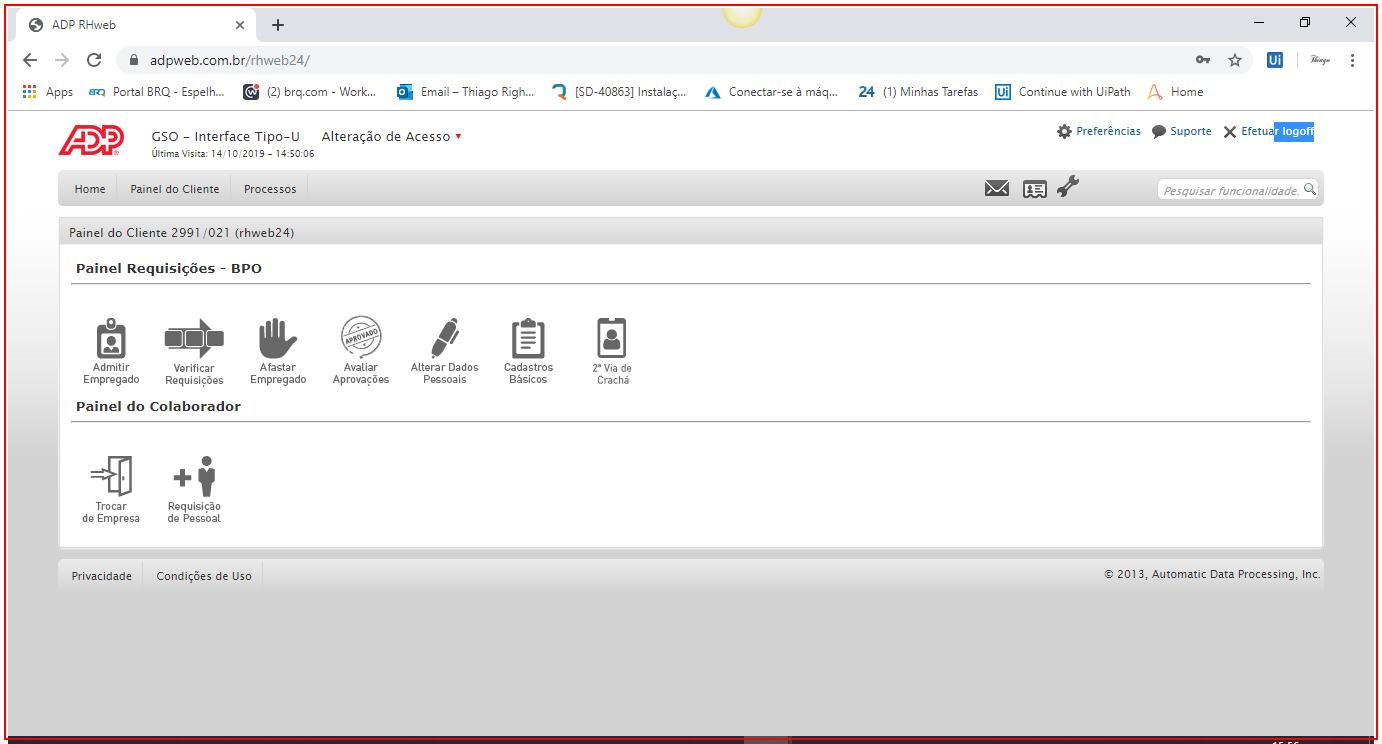 ADP RHweb
adpweb.com.br/rhweb24/
Apps BRQ Portal BRQ - Espelh... (2) brq.com - Work... Email – Thiago Righ... [SD-40863] Instalaç... Conectar-se à máq... 24 (1) Minhas Tarefas Ui Continue with UiPath Home
ADP GSO - Interface Tipo-U Alteração de Acesso Preferências Suporte Efetuar logoff
Última Visita: 14/10/2019 - 14:50:06
Home Painel do Cliente Processos Pesquisar funcionalidade.
Painel do Cliente 2991/021 (rhweb24)
Painel Requisições - BPO
APROVADO
Admitir Empregado
Verificar Requisições
Afastar Empregado
Avaliar Aprovações
Alterar Dados Pessoais
Cadastros Básicos
2ª Via de Crachá
Painel do Colaborador
Trocar de Empresa
Requisição de Pessoal
Privacidade Condições de Uso © 2013, Automatic Data Processing, Inc.